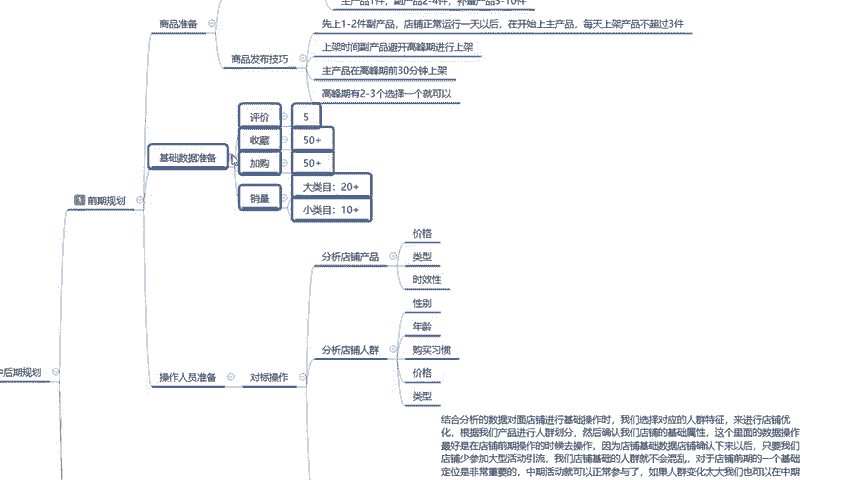 主产品1件，副产品2-4件，补量产品5-10件
商品准备
先上1-2件副产品，店铺正常运行一天以后，在开始上主产品，每天上架产品不超过3件
上架时间副产品避开高峰期进行上架
商品发布技巧
主产品在高峰期前30分钟上架
高峰期有2-3个选择一个就可以
评价
5
收藏
50+
基础数据准备
加购
50+
大类目：20+
销量
小类目：10+
前期规划
价格
分析店铺产品
类型
时效性
性别
年龄
分析店铺人群
购买习惯
价格
类型
中后期规划
操作人员准备
对标操作
结合分析的数据对面店铺进行基础操作时，我们选择对应的人群特征，来进行店铺优
化，根据我们产品进行人群划分，然后确认我们店铺的基础属性，这个里面的数据操作
最好是在店铺前期操作的时候去操作，因为店铺基础数据店铺确认下来以后，只要我们
店铺少参加大型活动引流，我们店铺基础的人群就不会混乱，对于店铺前期的一个基础
定位是非常重要的，中期活动就可以正常参与了，如果人群变化太大我们也可以在中期